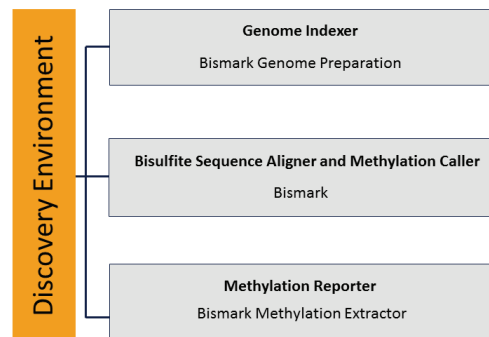 Discovery Environment
Genome Indexer
Bismark Genome Preparation
Bisulfite Sequence Aligner and Methylation Caller
Bismark
Methylation Reporter
Bismark Methylation Extractor